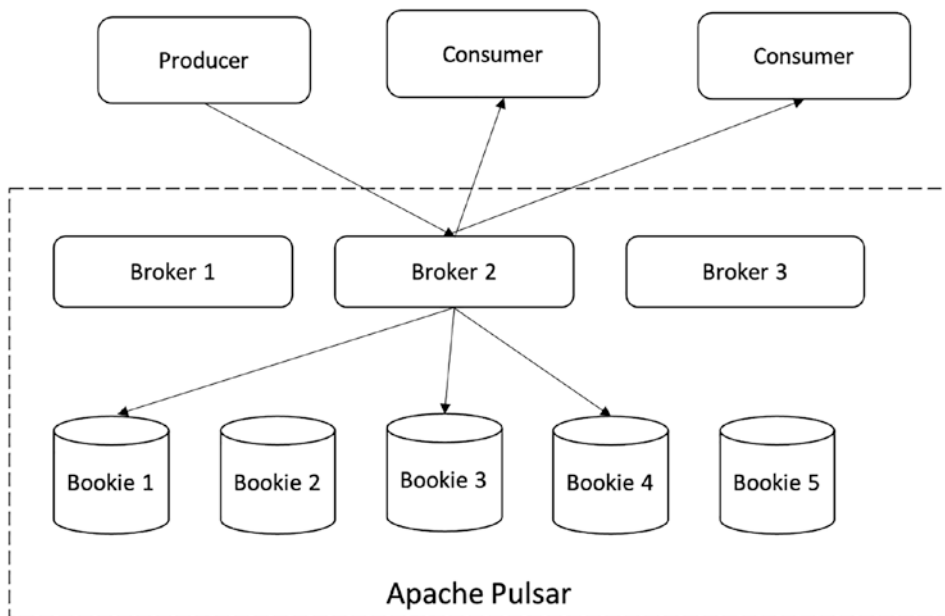 Producer
Consumer
Consumer
Broker 1
Broker 2
Broker 3
Bookie 1
Bookie 2
Bookie 3
Bookie 4
Bookie 5
Apache Pulsar